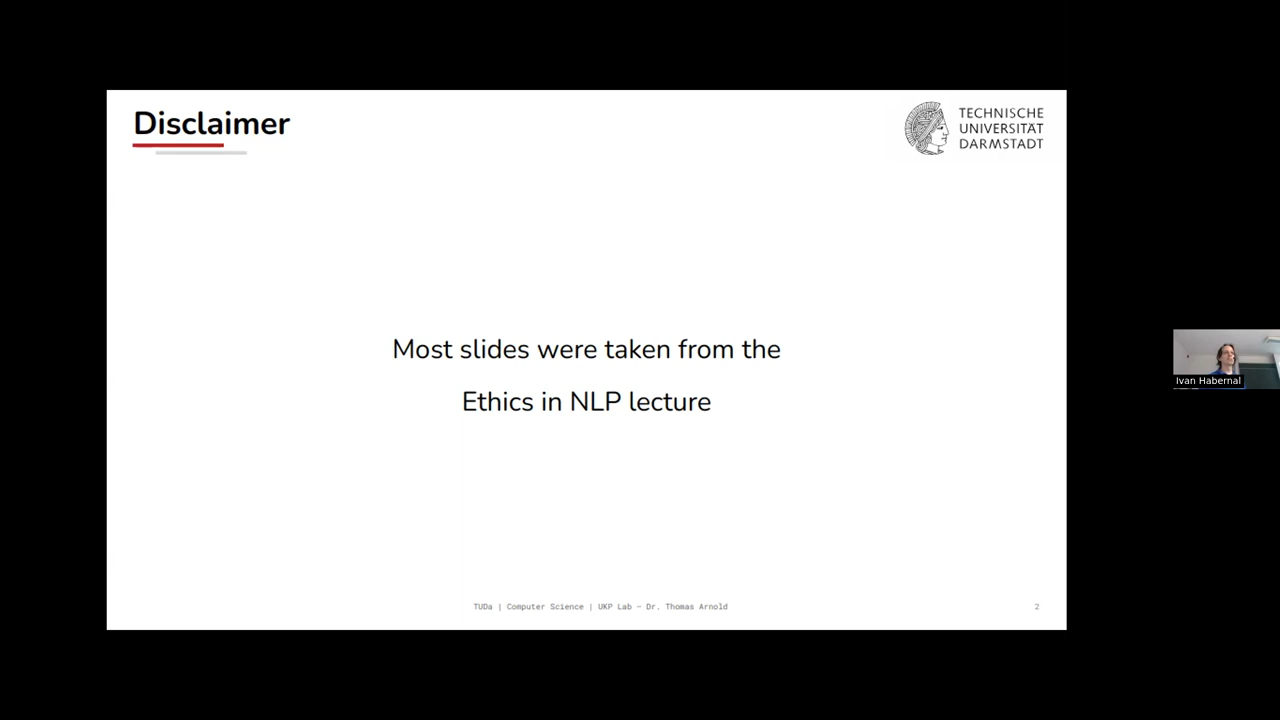 Disclaimer
TECHNISCHE
UNIVERSITÄT
DARMSTADT
Most slides were taken from the
Ethics in NLP lecture
Ivan Habernal
TUDa | Computer Science | UKP Lab – Dr. Thomas Arnold
2